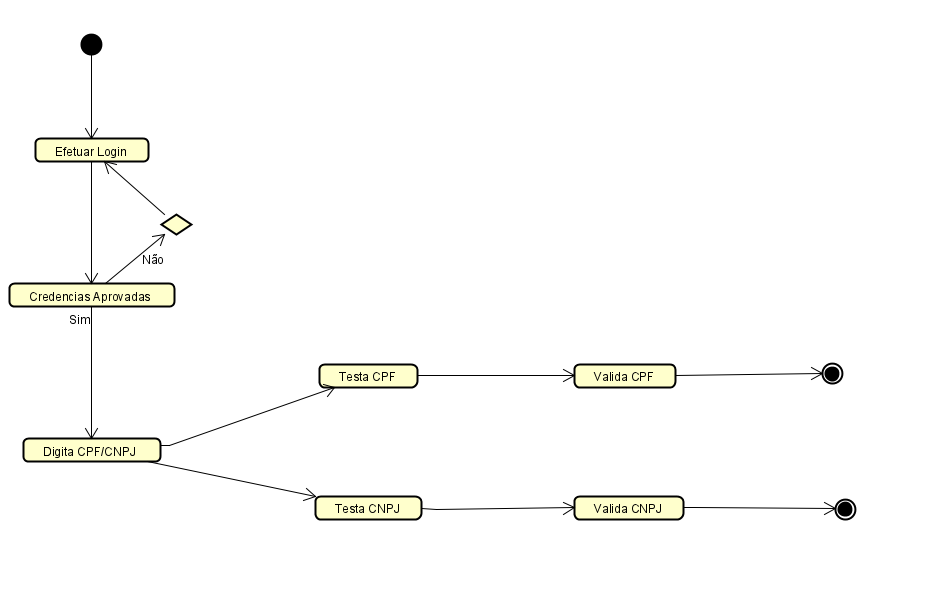 Efetuar Login
Não
Credencias Aprovadas
Sim
Testa CPF
Valida CPF
Digita CPF/CNPJ
Testa CNPJ
Valida CNPJ